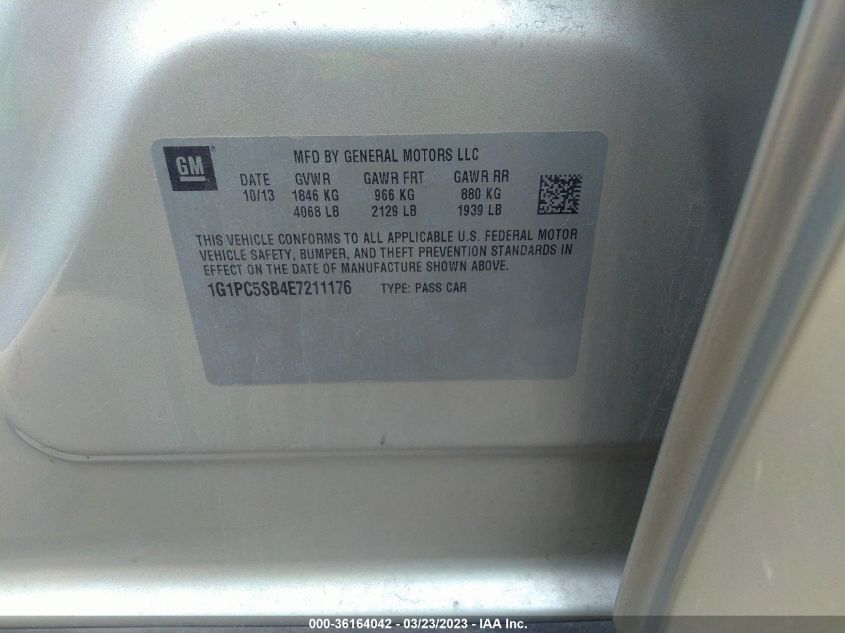 GM
MFD BY GENERAL MOTORS LLC
DATE GVWR GAWR FRT GAWR RR
10/13 1846 KG 966 KG 880 KG
4068 LB 2129 LB 1939 LB
THIS VEHICLE CONFORMS TO ALL APPLICABLE U.S. FEDERAL MOTOR
VEHICLE SAFETY, BUMPER, AND THEFT PREVENTION STANDARDS IN
EFFECT ON THE DATE OF MANUFACTURE SHOWN ABOVE.
1G1PC5SB4E7211176 TYPE: PASS CAR
000-36164042 - 03/23/2023 - IAA Inc.